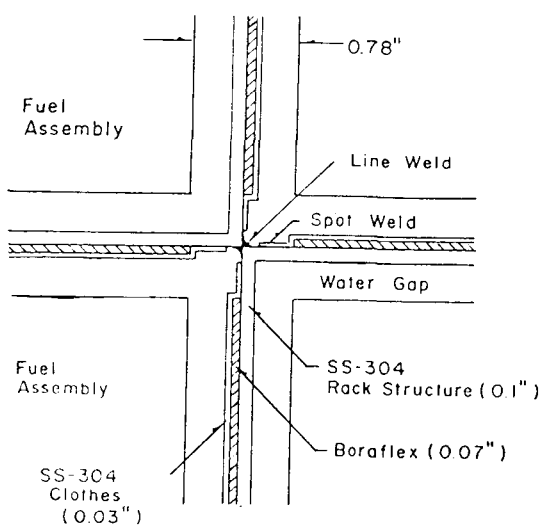 0.78"
Fuel
Assembly
Line Weld
Spot Weld
Water Gap
Fuel
Assembly
SS-304
Rack Structure (0.1")
Boraflex (0.07")
SS-304
Clothes
(0.03")